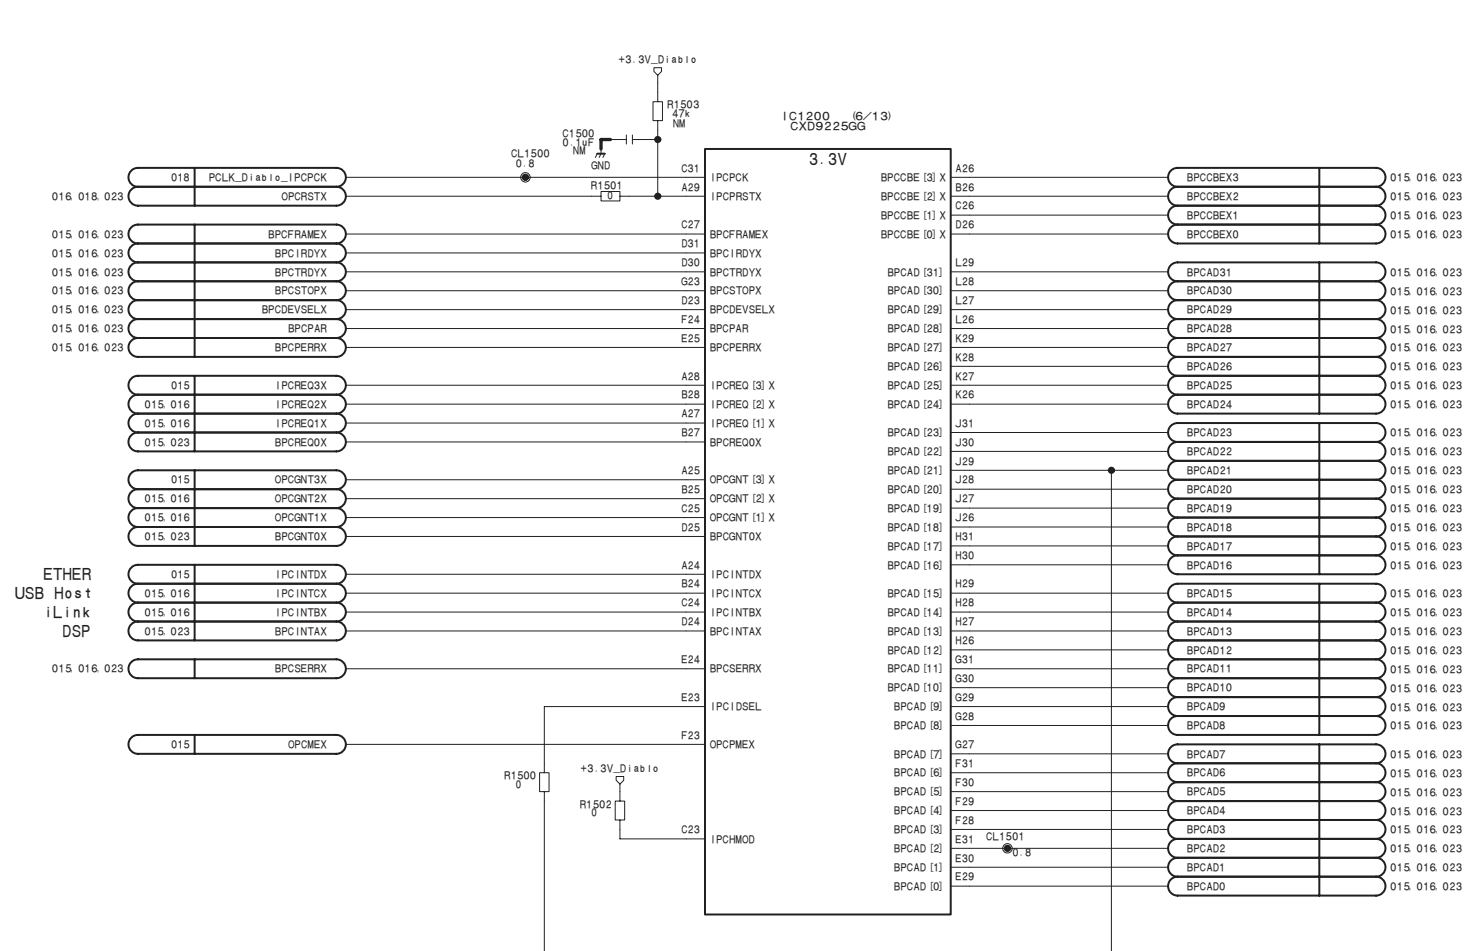 +3.3V_Diablo
R1503
47k
NM
IC1200 (6/13)
CXD9225GG
C1500
0.1uF
NM
GND
CL1500
0.8
3.3V
018 PCLK_Diablo_IPCPCK C31 IPCPCK
016.018.023 OPCRSTX R1501 0 A29 IPCPRSTX
015.016.023 BPCFRAMEX C27 BPCFRAMEX
015.016.023 BPCIRDYX D31 BPCIRDYX
015.016.023 BPCTRDYX D30 BPCTRDYX
015.016.023 BPCSTOPX G23 BPCSTOPX
015.016.023 BPCDEVSELX D23 BPCDEVSELX
015.016.023 BPCPAR F24 BPCPAR
015.016.023 BPCPERRX E25 BPCPERRX
015 IPCREQ3X A28 IPCREQ [3] X
015.016 IPCREQ2X B28 IPCREQ [2] X
015.016 IPCREQ1X A27 IPCREQ [1] X
015.023 BPCREQ0X B27 BPCREQ0X
015 OPCGNT3X A25 OPCGNT [3] X
015.016 OPCGNT2X B25 OPCGNT [2] X
015.016 OPCGNT1X C25 OPCGNT [1] X
015.023 BPCGNT0X D25 BPCGNT0X
ETHER 015 IPCINTDX A24 IPCINTDX
USB Host 015.016 IPCINTCX B24 IPCINTCX
iLink 015.016 IPCINTBX C24 IPCINTBX
DSP 015.023 BPCINTAX D24 BPCINTAX
015.016.023 BPCSERRX E24 BPCSERRX
E23 IPCIDSEL
015 OPCMEX F23 OPCPMEX
R1500
0
+3.3V_Diablo
R1502
0
C23 IPCHMOD
BPCCBE [3] X A26 BPCCBEX3 015.016.023
BPCCBE [2] X B26 BPCCBEX2 015.016.023
BPCCBE [1] X C26 BPCCBEX1 015.016.023
BPCCBE [0] X D26 BPCCBEX0 015.016.023
BPCAD [31] L29 BPCAD31 015.016.023
BPCAD [30] L28 BPCAD30 015.016.023
BPCAD [29] L27 BPCAD29 015.016.023
BPCAD [28] L26 BPCAD28 015.016.023
BPCAD [27] K29 BPCAD27 015.016.023
BPCAD [26] K28 BPCAD26 015.016.023
BPCAD [25] K27 BPCAD25 015.016.023
BPCAD [24] K26 BPCAD24 015.016.023
BPCAD [23] J31 BPCAD23 015.016.023
BPCAD [22] J30 BPCAD22 015.016.023
BPCAD [21] J29 BPCAD21 015.016.023
BPCAD [20] J28 BPCAD20 015.016.023
BPCAD [19] J27 BPCAD19 015.016.023
BPCAD [18] J26 BPCAD18 015.016.023
BPCAD [17] H31 BPCAD17 015.016.023
BPCAD [16] H30 BPCAD16 015.016.023
BPCAD [15] H29 BPCAD15 015.016.023
BPCAD [14] H28 BPCAD14 015.016.023
BPCAD [13] H27 BPCAD13 015.016.023
BPCAD [12] H26 BPCAD12 015.016.023
BPCAD [11] G31 BPCAD11 015.016.023
BPCAD [10] G30 BPCAD10 015.016.023
BPCAD [9] G29 BPCAD9 015.016.023
BPCAD [8] G28 BPCAD8 015.016.023
BPCAD [7] G27 BPCAD7 015.016.023
BPCAD [6] F31 BPCAD6 015.016.023
BPCAD [5] F30 BPCAD5 015.016.023
BPCAD [4] F29 BPCAD4 015.016.023
BPCAD [3] F28 BPCAD3 015.016.023
BPCAD [2] E31 CL1501 0.8 BPCAD2 015.016.023
BPCAD [1] E30 BPCAD1 015.016.023
BPCAD [0] E29 BPCAD0 015.016.023